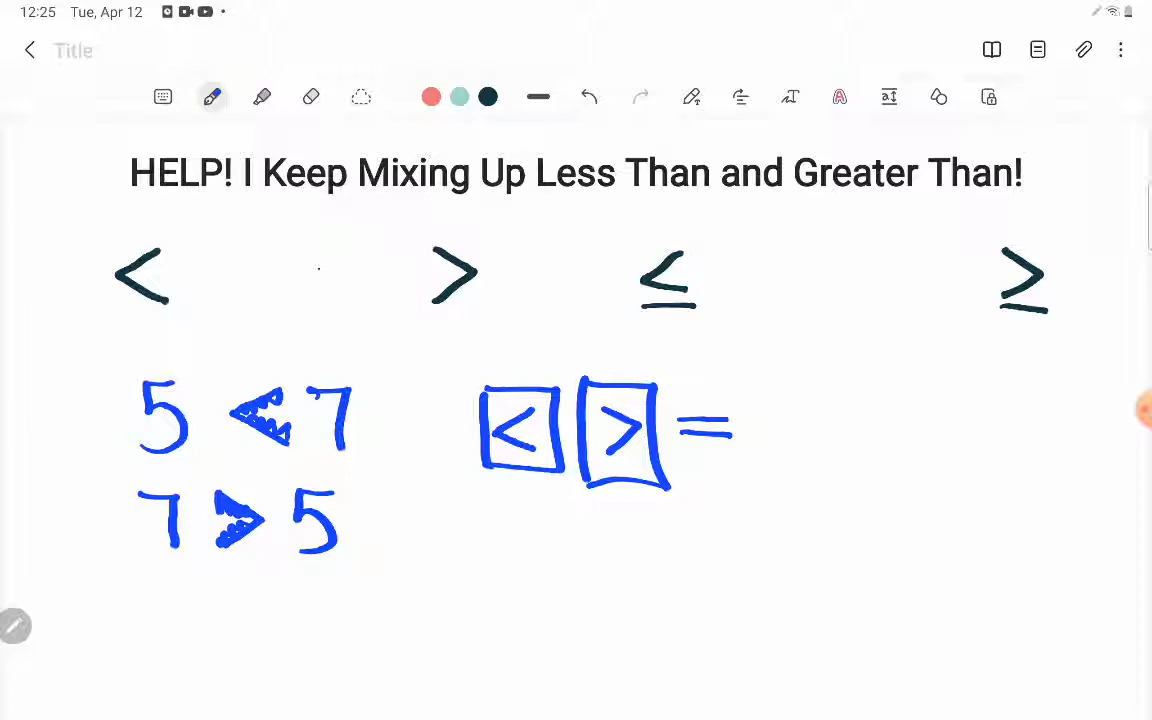 12:25 Tue, Apr 12
Title
HELP! I Keep Mixing Up Less Than and Greater Than!
< > ≤ ≥
5 < 7
< > =
7 > 5